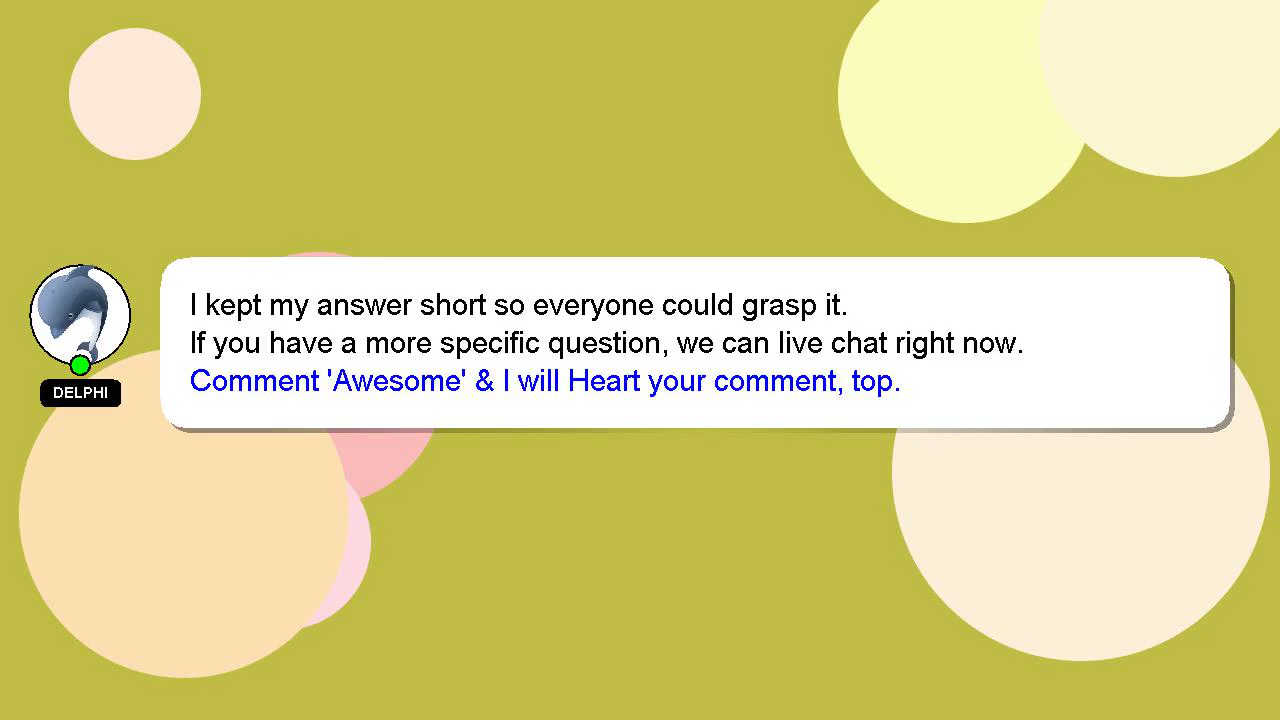 I kept my answer short so everyone could grasp it.
If you have a more specific question, we can live chat right now.
Comment 'Awesome' & I will Heart your comment, top.
DELPHI